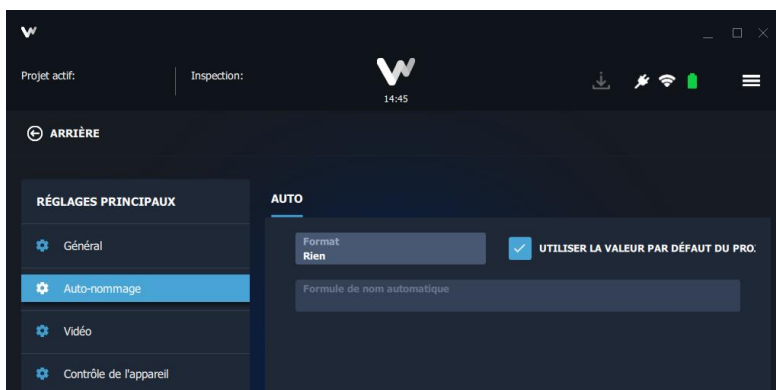 Projet actif:
Inspection:
14:45
ARRIÈRE
RÉGLAGES PRINCIPAUX
AUTO
Général
Format
Rien
UTILISER LA VALEUR PAR DÉFAUT DU PRO
Auto-nommage
Formule de nom automatique
Vidéo
Contrôle de l'appareil